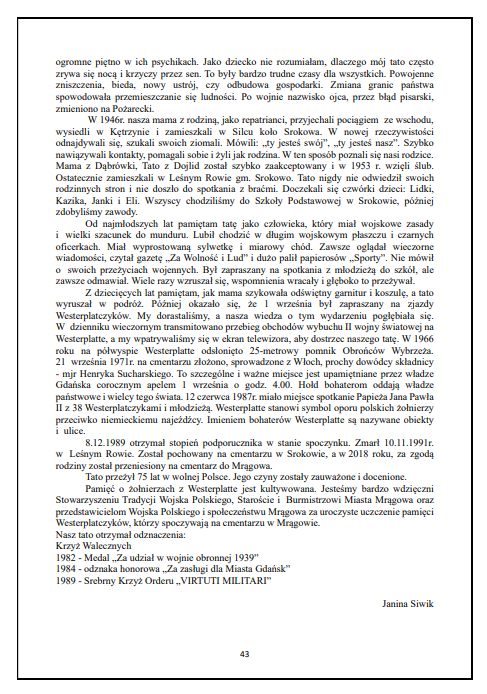 ogromne piętno w ich psychikach. Jako dziecko nie rozumiałam, dlaczego mój tato często
zrywa się nocą i krzyczy przez sen. To były bardzo trudne czasy dla wszystkich. Powojenne
zniszczenia, bieda, nowy ustrój, czy odbudowa gospodarki. Zmiana granic państwa
spowodowała przemieszczanie się ludności. Po wojnie nazwisko ojca, przez błąd pisarski,
zmieniono na Pożarecki.
W 1946r. nasza mama z rodziną, jako repatrianci, przyjechali pociągiem ze wschodu,
wysiedli w Kętrzynie i zamieszkali w Silcu koło Srokowa. W nowej rzeczywistości
odnajdywali się, szukali swoich ziomali. Mówili: „ty jesteś swój”, „ty jesteś nasz”. Szybko
nawiązywali kontakty, pomagali sobie i żyli jak rodzina. W ten sposób poznali się nasi rodzice.
Mama z Dąbrówki, Tato z Dojlid został szybko zaakceptowany i w 1953 r. wzięli ślub.
Ostatecznie zamieszkali w Leśnym Rowie gm. Srokowo. Tato nigdy nie odwiedził swoich
rodzinnych stron i nie doszło do spotkania z braćmi. Doczekali się czwórki dzieci: Lidki,
Kazika, Janki i Eli. Wszyscy chodziliśmy do Szkoły Podstawowej w Srokowie, później
zdobyliśmy zawody.
Od najmłodszych lat pamiętam tatę jako człowieka, który miał wojskowe zasady
i wielki szacunek do munduru. Lubił chodzić w długim wojskowym płaszczu i czarnych
oficerkach. Miał wyprostowaną sylwetkę i miarowy chód. Zawsze oglądał wieczorne
wiadomości, czytał gazetę „Za Wolność i Lud” i dużo palił papierosów „Sporty”. Nie mówił
o swoich przeżyciach wojennych. Był zapraszany na spotkania z młodzieżą do szkół, ale
zawsze odmawiał. Wiele razy wzruszał się, wspomnienia wracały i głęboko to przeżywał.
Z dziecięcych lat pamiętam, jak mama szykowała odświętny garnitur i koszulę, a tato
wyruszał w podróż. Później okazało się, że 1 września był zapraszany na zjazdy
Westerplatczyków. My dorastaliśmy, a nasza wiedza o tym wydarzeniu pogłębiała się.
W dzienniku wieczornym transmitowano przebieg obchodów wybuchu II wojny światowej na
Westerplatte, a my wpatrywaliśmy się w ekran telewizora, aby dostrzec naszego tatę. W 1966
roku na półwyspie Westerplatte odsłonięto 25-metrowy pomnik Obrońców Wybrzeża.
21 września 1971r. na cmentarzu złożono, sprowadzone z Włoch, prochy dowódcy składnicy
- mjr Henryka Sucharskiego. To szczególne i ważne miejsce jest upamiętniane przez władze
Gdańska corocznym apelem 1 września o godz. 4.00. Hołd bohaterom oddają władze
państwowe i wielcy tego świata. 12 czerwca 1987r. miało miejsce spotkanie Papieża Jana Pawła
II z 38 Westerplatczykami i młodzieżą. Westerplatte stanowi symbol oporu polskich żołnierzy
przeciwko niemieckiemu najeźdźcy. Imieniem bohaterów Westerplatte są nazywane obiekty
i ulice.
8.12.1989 otrzymał stopień podporucznika w stanie spoczynku. Zmarł 10.11.1991r.
w Leśnym Rowie. Został pochowany na cmentarzu w Srokowie, a w 2018 roku, za zgodą
rodziny został przeniesiony na cmentarz do Mrągowa.
Tato przeżył 75 lat w wolnej Polsce. Jego czyny zostały zauważone i docenione.
Pamięć o żołnierzach z Westerplatte jest kultywowana. Jesteśmy bardzo wdzięczni
Stowarzyszeniu Tradycji Wojska Polskiego, Staroście i Burmistrzowi Miasta Mrągowa oraz
przedstawicielom Wojska Polskiego i społeczeństwu Mrągowa za uroczyste uczczenie pamięci
Westerplatczyków, którzy spoczywają na cmentarzu w Mrągowie.
Nasz tato otrzymał odznaczenia:
Krzyż Walecznych
1982 - Medal „Za udział w wojnie obronnej 1939”
1984 - odznaka honorowa „Za zasługi dla Miasta Gdańsk”
1989 - Srebrny Krzyż Orderu „VIRTUTI MILITARI”
Janina Siwik
43